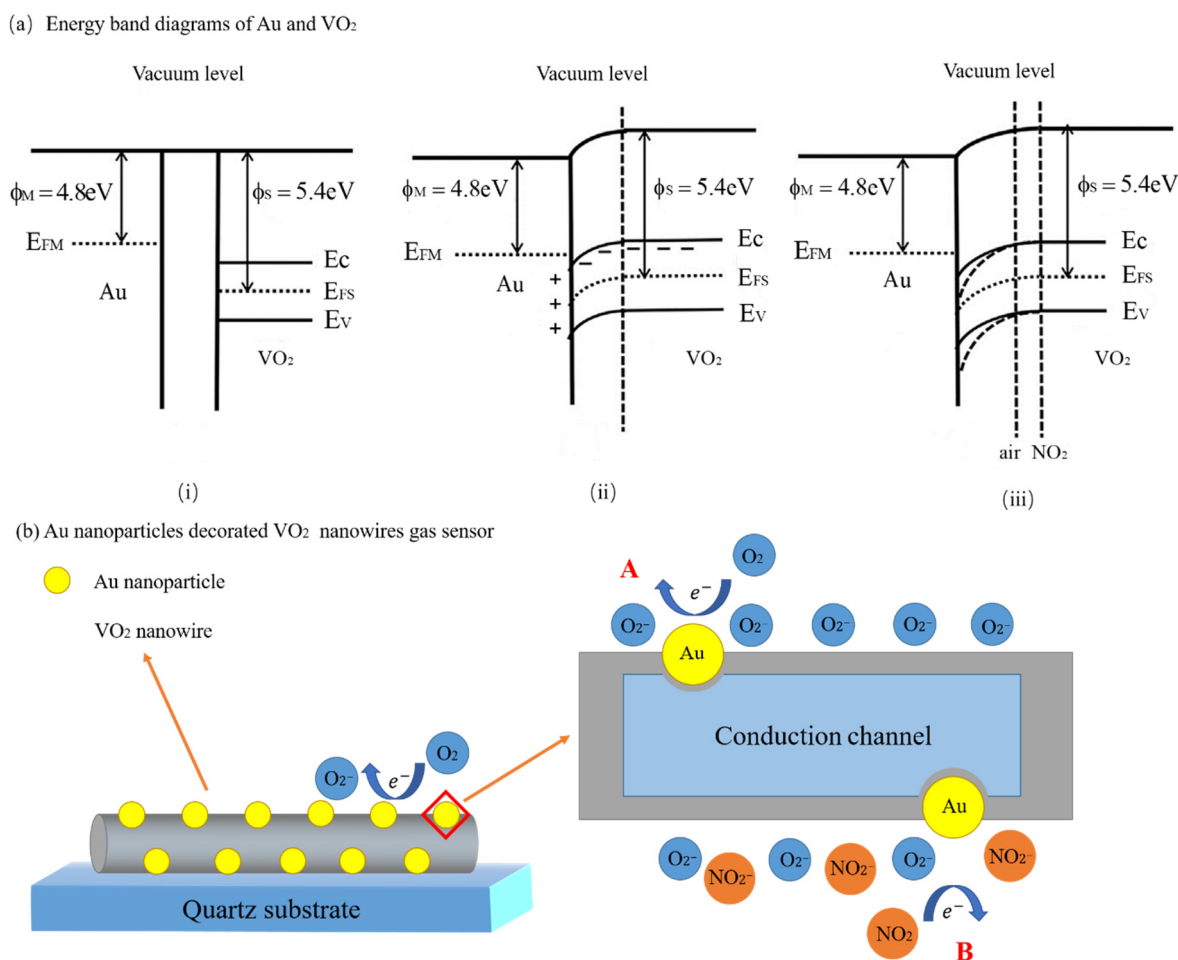 (a) Energy band diagrams of Au and VO₂
Vacuum level
ϕM = 4.8eV
ϕS = 5.4eV
EFM
Au
Ec
EFS
EV
VO₂
(i)
Vacuum level
ϕM = 4.8eV
ϕS = 5.4eV
EFM
Au
+
+
+
Ec
EFS
EV
VO₂
(ii)
Vacuum level
ϕM = 4.8eV
ϕS = 5.4eV
EFM
Au
Ec
EFS
EV
VO₂
air NO₂
(iii)
(b) Au nanoparticles decorated VO₂ nanowires gas sensor
Au nanoparticle
VO₂ nanowire
O₂
O₂⁻
e⁻
Quartz substrate
A
O₂
e⁻
O₂⁻ O₂⁻ O₂⁻ O₂⁻ O₂⁻
Au
Conduction channel
Au
O₂⁻ NO₂⁻ O₂⁻ NO₂⁻ O₂⁻ NO₂⁻
e⁻
NO₂
B